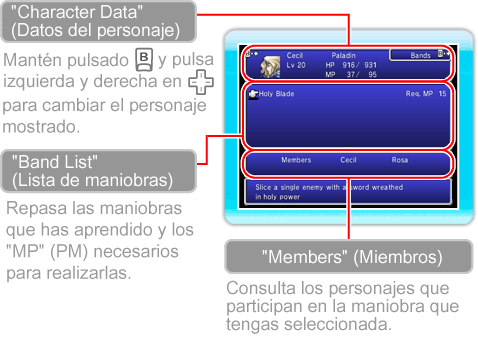 "Character Data"
(Datos del personaje)
Mantén pulsado B y pulsa
izquierda y derecha en
para cambiar el personaje
mostrado.
"Band List"
(Lista de maniobras)
Repasa las maniobras
que has aprendido y los
"MP" (PM) necesarios
para realizarlas.
B
Cecil Paladin Bands B
Lv 20 HP 916/ 931
MP 37/ 95
Holy Blade Req. MP 15
Members Cecil Rosa
Slice a single enemy with a sword wreathed
in holy power
"Members" (Miembros)
Consulta los personajes que
participan en la maniobra que
tengas seleccionada.